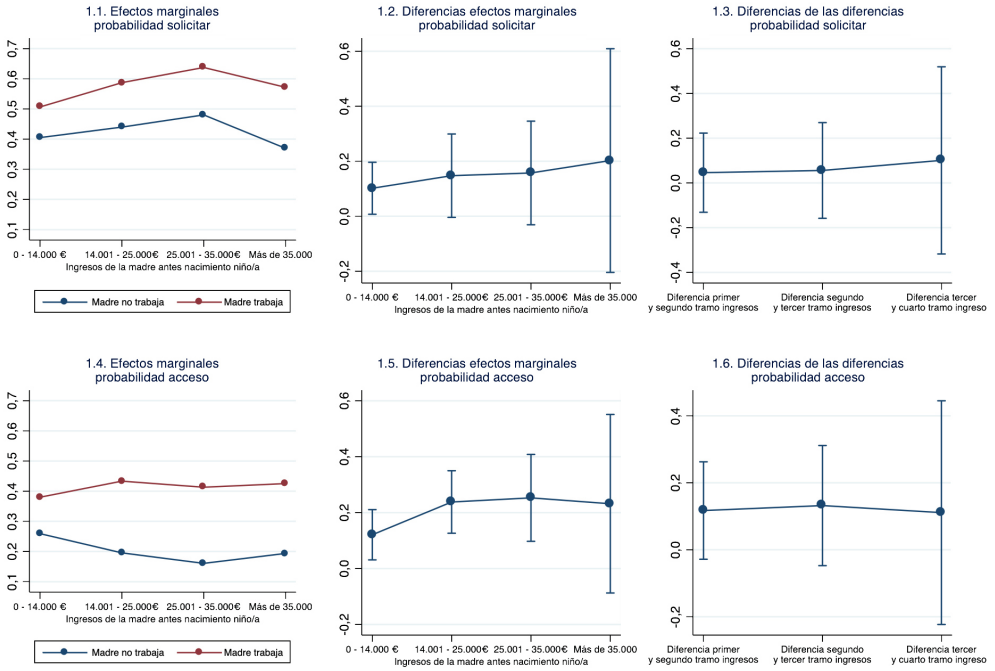 1.1. Efectos marginales
probabilidad solicitar
0,7
0,6
0,5
0,4
0,3
0,2
0,1
0 - 14.000 €
14.001 - 25.000€
25.001 - 35.000€
Más de 35.000
Ingresos de la madre antes nacimiento niño/a
Madre no trabaja
Madre trabaja
1.2. Diferencias efectos marginales
probabilidad solicitar
0,6
0,4
0,2
0,0
-0,2
0 - 14.000 €
14.001 - 25.000€
25.001 - 35.000€
Más de 35.000
Ingresos de la madre antes nacimiento niño/a
1.3. Diferencias de las diferencias
probabilidad solicitar
0,6
0,4
0,2
0,0
-0,2
-0,4
Diferencia primer
y segundo tramo ingresos
Diferencia segundo
y tercer tramo ingresos
Diferencia tercer
y cuarto tramo ingreso
1.4. Efectos marginales
probabilidad acceso
0,7
0,6
0,5
0,4
0,3
0,2
0,1
0 - 14.000 €
14.001 - 25.000€
25.001 - 35.000€
Más de 35.000
Ingresos de la madre antes nacimiento niño/a
Madre no trabaja
Madre trabaja
1.5. Diferencias efectos marginales
probabilidad acceso
0,6
0,4
0,2
0,0
-0,2
0 - 14.000 €
14.001 - 25.000€
25.001 - 35.000€
Más de 35.000
Ingresos de la madre antes nacimiento niño/a
1.6. Diferencias de las diferencias
probabilidad acceso
0,4
0,2
0,0
-0,2
Diferencia primer
y segundo tramo ingresos
Diferencia segundo
y tercer tramo ingresos
Diferencia tercer
y cuarto tramo ingreso